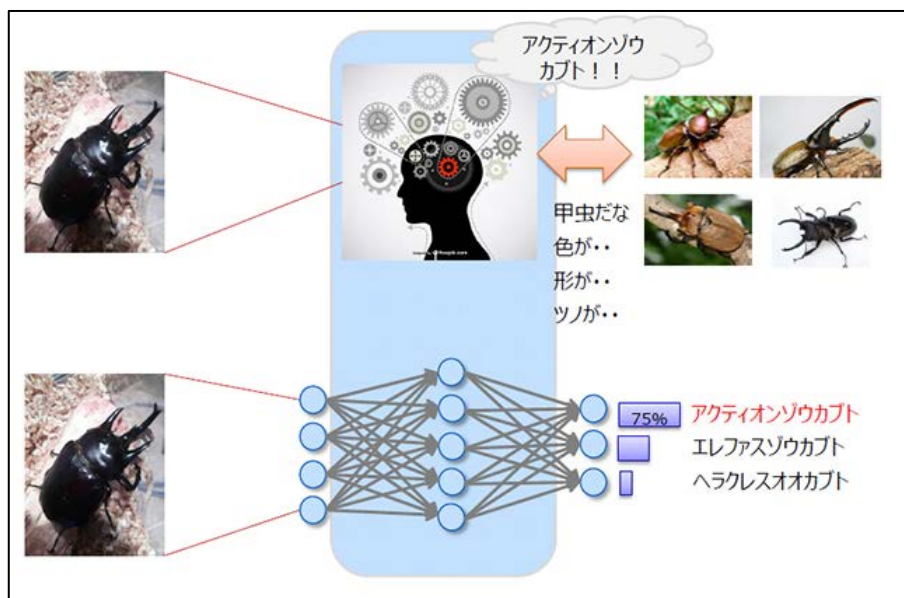 アクティオンゾウ
カブト！！
甲虫だな
色が・・
形が・・
ツノが・・
75%
アクティオンゾウカブト
エレファスゾウカブト
ヘラクレスオオカブト